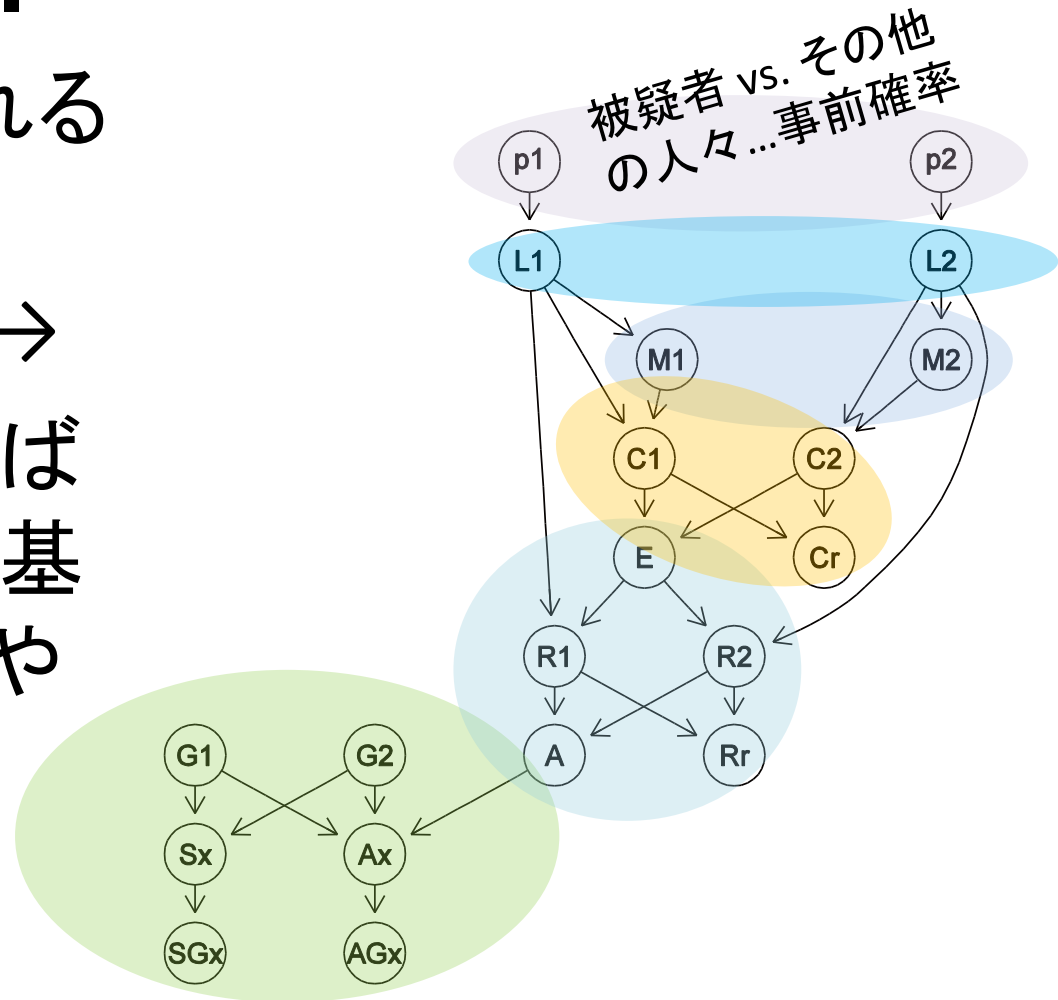 れる
→
ば
基
や
被疑者 vs. その他
の人々…事前確率
p1
p2
L1
L2
M1
M2
C1
C2
E
Cr
R1
R2
G1
G2
A
Rr
Sx
Ax
SGx
AGx